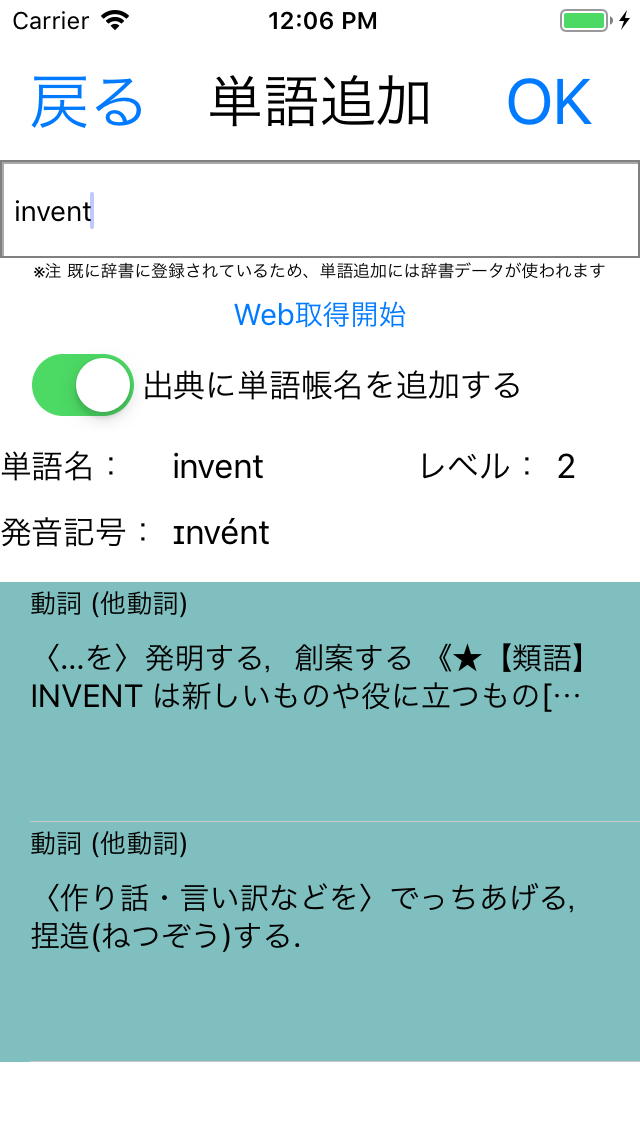 Carrier 12:06 PM
戻る 単語追加 OK
invent
※注 既に辞書に登録されているため、単語追加には辞書データが使われます
Web取得開始
出典に単語帳名を追加する
単語名： invent レベル： 2
発音記号： ɪnvént
動詞 (他動詞)
〈…を〉発明する，創案する 《★【類語】
INVENT は新しいものや役に立つもの[…
動詞 (他動詞)
〈作り話・言い訳などを〉でっちあげる,
捏造(ねつぞう)する.